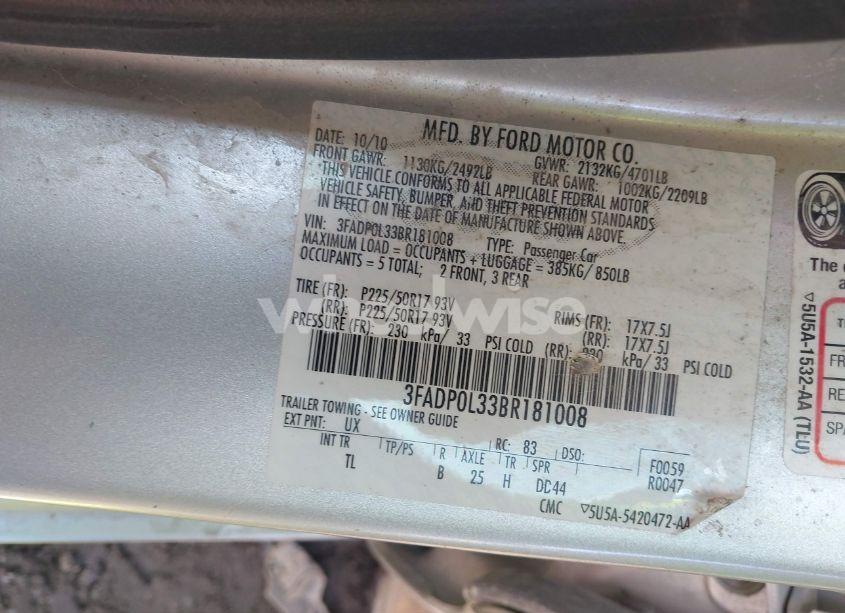 MFD. BY FORD MOTOR CO.
DATE: 10/10 GVWR: 2132KG/4701LB
FRONT GAWR: 1130KG/2492LB REAR GAWR: 1002KG/2209LB
THIS VEHICLE CONFORMS TO ALL APPLICABLE FEDERAL MOTOR
VEHICLE SAFETY, BUMPER, AND THEFT PREVENTION STANDARDS
IN EFFECT ON THE DATE OF MANUFACTURE SHOWN ABOVE.
VIN: 3FADP0L33BR181008 TYPE: Passenger Car
MAXIMUM LOAD = OCCUPANTS + LUGGAGE = 385KG/850LB
OCCUPANTS = 5 TOTAL; 2 FRONT, 3 REAR
TIRE (FR): P225/50R17 93V RIMS (FR): 17X7.5J
(RR): P225/50R17 93V (RR): 17X7.5J
PRESSURE (FR): 230 kPa/ 33 PSI COLD (RR): 230 kPa/33 PSI COLD
3FADP0L33BR181008
TRAILER TOWING - SEE OWNER GUIDE
EXT PNT: UX RC: 83 DSO:
INT TR TP/PS R AXLE TR SPR F0059
TL B 25 H DD44 R0047
CMC ▽5U5A-5420472-AA
wheelwise
The
a
▽5U5A-1532-AA (TLU)
T
FR
RE
SPA